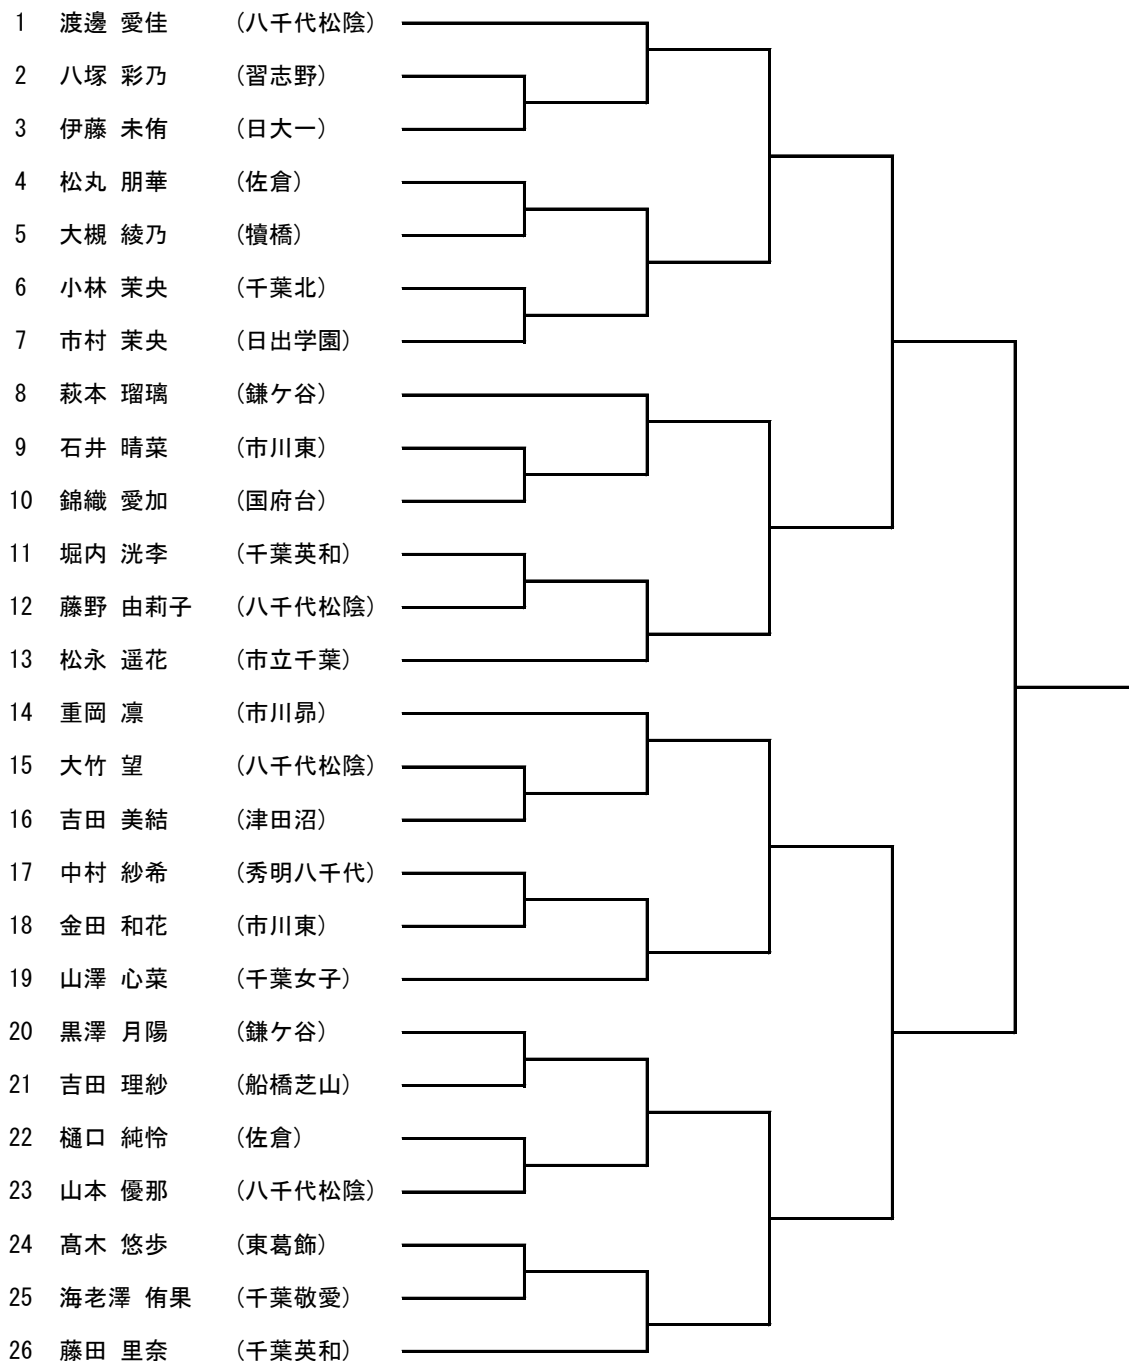 1 渡邊 愛佳 (八千代松陰)
2 八塚 彩乃 (習志野)
3 伊藤 未侑 (日大一)
4 松丸 朋華 (佐倉)
5 大槻 綾乃 (犢橋)
6 小林 茉央 (千葉北)
7 市村 茉央 (日出学園)
8 萩本 瑠璃 (鎌ケ谷)
9 石井 晴菜 (市川東)
10 錦織 愛加 (国府台)
11 堀内 洸李 (千葉英和)
12 藤野 由莉子 (八千代松陰)
13 松永 遥花 (市立千葉)
14 重岡 凛 (市川昴)
15 大竹 望 (八千代松陰)
16 吉田 美結 (津田沼)
17 中村 紗希 (秀明八千代)
18 金田 和花 (市川東)
19 山澤 心菜 (千葉女子)
20 黒澤 月陽 (鎌ケ谷)
21 吉田 理紗 (船橋芝山)
22 樋口 純怜 (佐倉)
23 山本 優那 (八千代松陰)
24 髙木 悠歩 (東葛飾)
25 海老澤 侑果 (千葉敬愛)
26 藤田 里奈 (千葉英和)